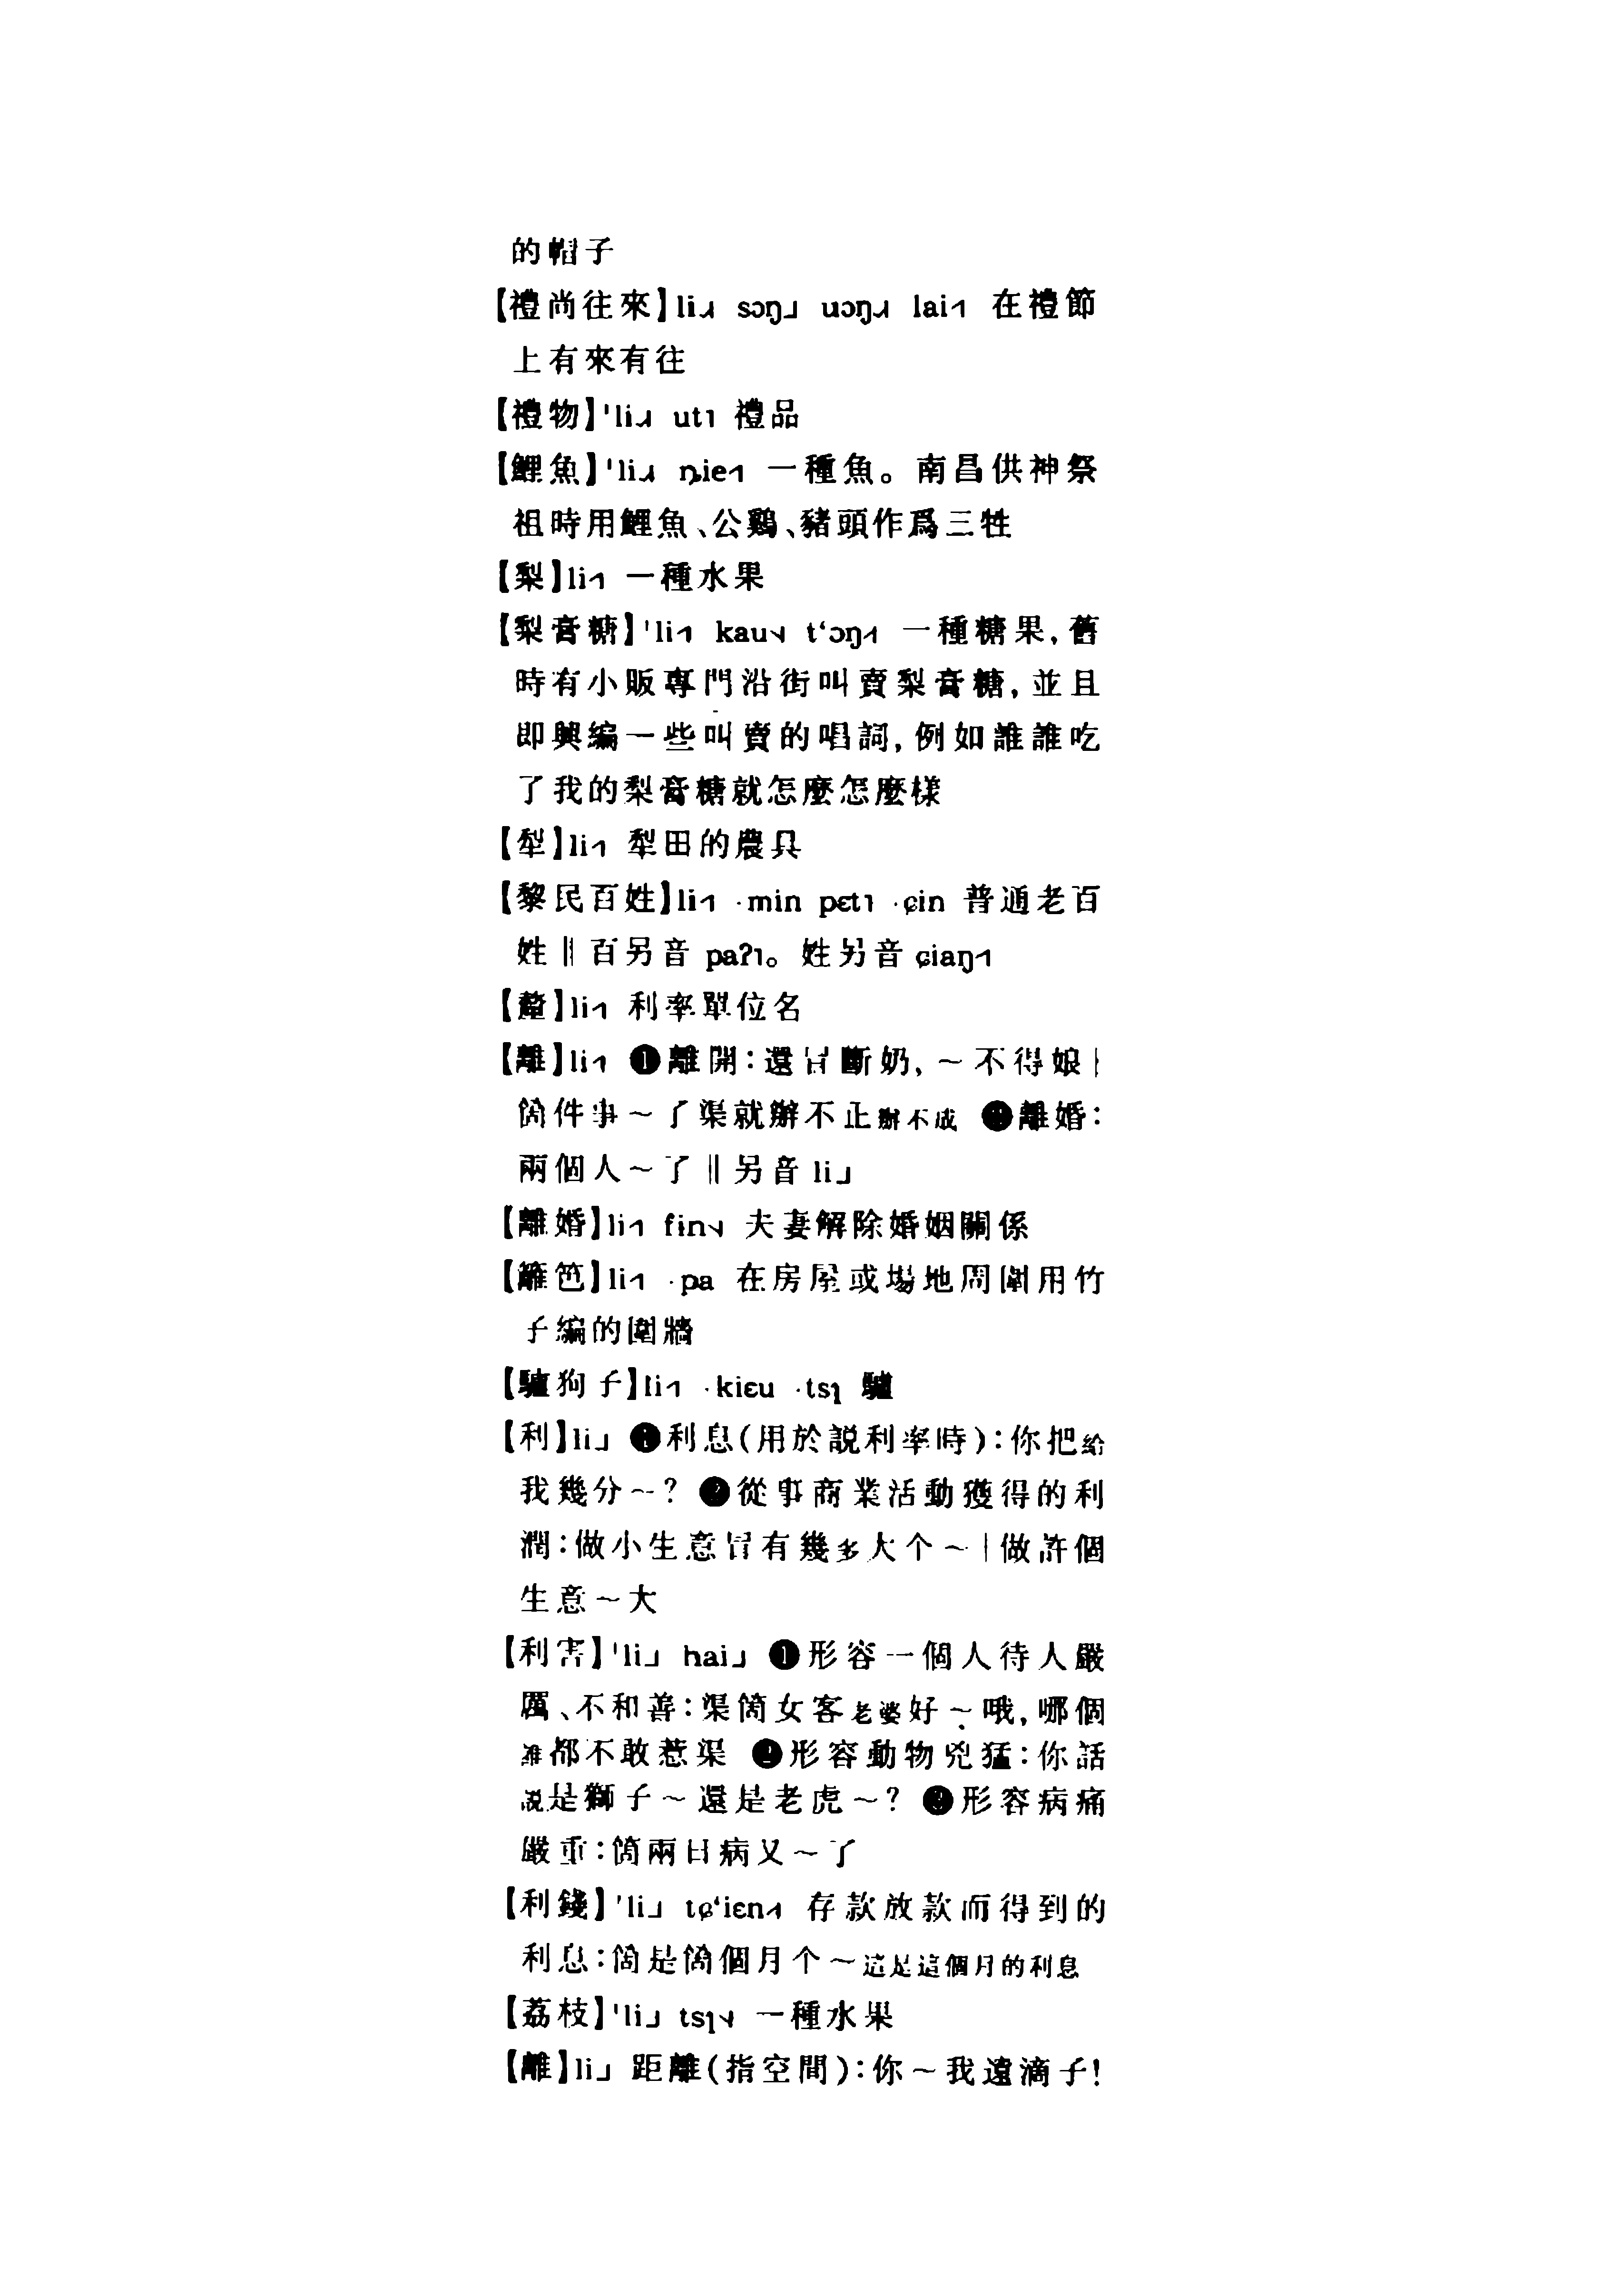 的帽子
【禮尚往來】li˩˧ sɔŋ˩ uɔŋ˩˧ lai˧˥ 在禮節
上有來有往
【禮物】ˈli˩˧ ut˥ 禮品
【鯉魚】ˈli˩˧ ȵie˧˥ 一種魚。南昌供神祭
祖時用鯉魚、公鷄、豬頭作爲三牲
【梨】li˧˥ 一種水果
【梨膏糖】ˈli˧˥ kau˦˨ tʻɔŋ˨˦ 一種糖果,舊
時有小販專門沿街叫賣梨膏糖,並且
即興編一些叫賣的唱詞,例如誰誰吃
了我的梨膏糖就怎麼怎麼樣
【犁】li˧˥ 犁田的農具
【黎民百姓】li˧˥ ·min pɛt˥ ·ɕin 普通老百
姓‖百另音 paʔ˥。姓另音 ɕiaŋ˧˥
【釐】li˧˥ 利率單位名
【離】li˧˥ ❶離開:還冒斷奶,～不得娘|
箇件事～了渠就辦不正辦不成 ❷離婚:
兩個人～了‖另音 li˩
【離婚】li˧˥ fin˦˨ 夫妻解除婚姻關係
【籬笆】li˧˥ ·pa 在房屋或場地周圍用竹
子編的圍牆
【驢狗子】li˧˥ ·kiɛu ·tsɿ 驢
【利】li˩ ❶利息(用於説利率時):你把給
我幾分～? ❷從事商業活動獲得的利
潤:做小生意冒有幾多大个～|做許個
生意～大
【利害】ˈli˩ hai˩ ❶形容一個人待人嚴
厲、不和善:渠箇女客老婆好～哦,哪個
誰都不敢惹渠 ❷形容動物兇猛:你話
説是獅子～還是老虎～? ❸形容病痛
嚴重:箇兩日病又～了
【利錢】ˈli˩ tɕʻiɛn˨˦ 存款放款而得到的
利息:箇是箇個月个～這是這個月的利息
【荔枝】ˈli˩ tsɿ˦˨ 一種水果
【離】li˩ 距離(指空間):你～我遠滴子!